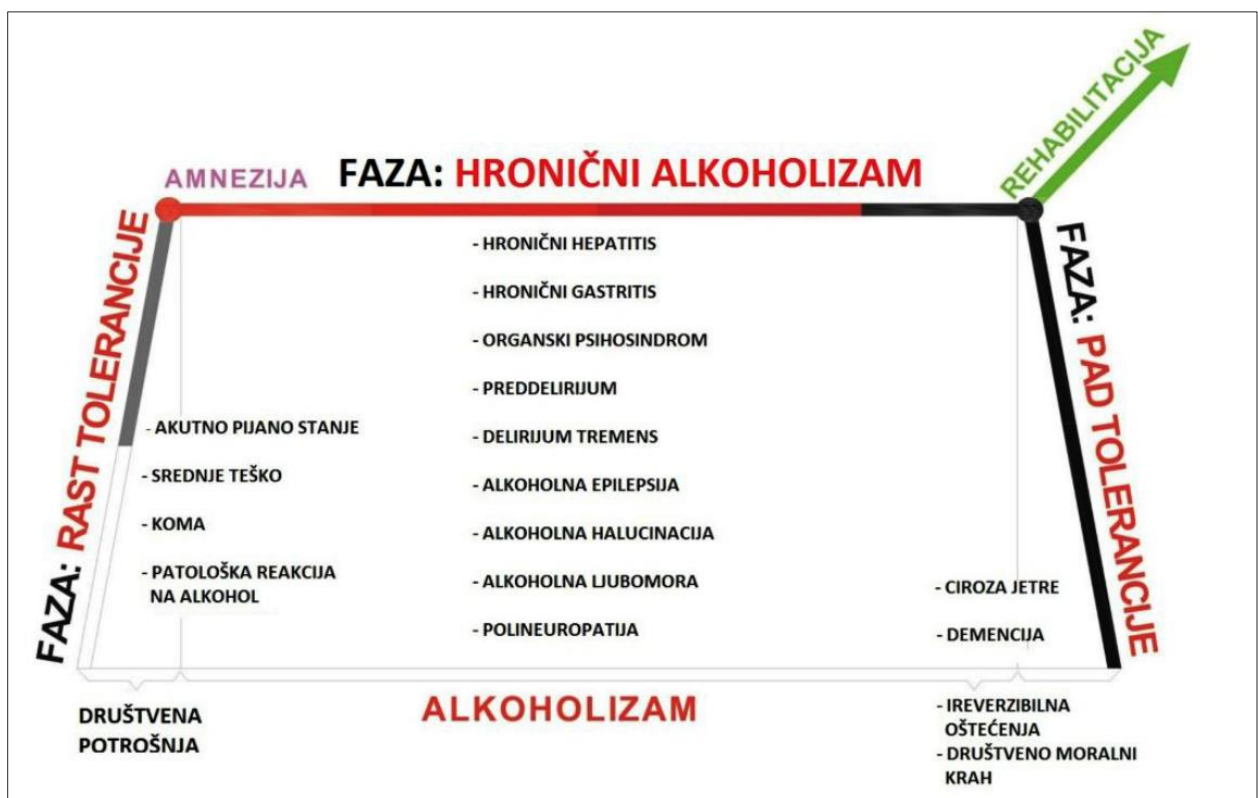 REHABILITACIJA
AMNEZIJA
FAZA: HRONIČNI ALKOHOLIZAM
FAZA: RAST TOLERANCIJE
- AKUTNO PIJANO STANJE
- SREDNJE TEŠKO
- KOMA
- PATOLOŠKA REAKCIJA
NA ALKOHOL
- HRONIČNI HEPATITIS
- HRONIČNI GASTRITIS
- ORGANSKI PSIHOSINDROM
- PREDDELIRIJUM
- DELIRIJUM TREMENS
- ALKOHOLNA EPILEPSIJA
- ALKOHOLNA HALUCINACIJA
- ALKOHOLNA LJUBOMORA
- POLINEUROPATIJA
FAZA: PAD TOLERANCIJE
- CIROZA JETRE
- DEMENCIJA
DRUŠTVENA
POTROŠNJA
ALKOHOLIZAM
- IREVERZIBILNA
OŠTEĆENJA
- DRUŠTVENO MORALNI
KRAH